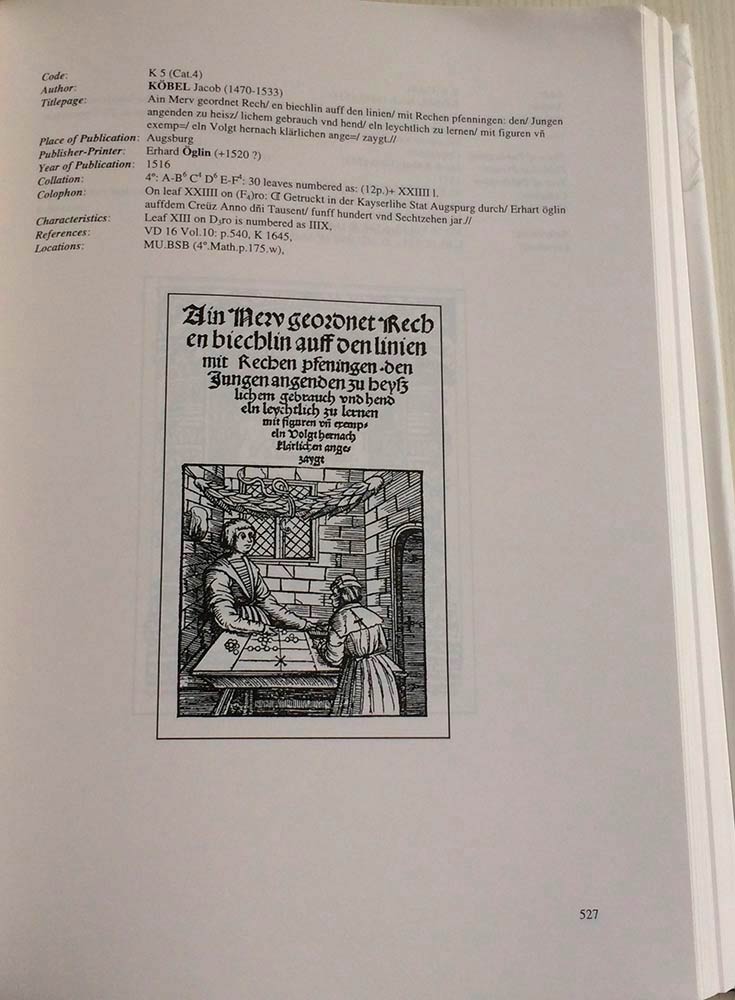 Code: K 5 (Cat.4)
Author: KÖBEL Jacob (1470-1533)
Titlepage: Ain Merv geordnet Rech/ en biechlin auff den linien/ mit Rechen pfenningen: den/ Jungen
angenden zu heisz/ lichem gebrauch vnd hend/ eln leychtlich zu lernen/ mit figuren vñ
exemp=/ eln Volgt hernach klärlichen ange=/ zaygt.//
Place of Publication: Augsburg
Publisher-Printer: Erhard Öglin (+1520 ?)
Year of Publication: 1516
Collation: 4°: A-B⁶ C⁴ D⁶ E-F⁴: 30 leaves numbered as: (12p.)+ XXIIII l.
Colophon: On leaf XXIIII on (F₄)ro: ₵ Getruckt in der Kayserlihe Stat Augspurg durch/ Erhart öglin
auffdem Creüz Anno dñi Tausent/ funff hundert vnd Sechtzehen jar.//
Characteristics: Leaf XIII on D₃ro is numbered as IIIX,
References: VD 16 Vol.10: p.540, K 1645,
Locations: MU.BSB (4°.Math.p.175.w),
Ain Merv geordnet Rech
en biechlin auff den linien
mit Rechen pfeningen den
Jungen angenden zu heyß
lichem gebrauch vnd hend
eln leychtlich zu lernen
mit figuren vñ exemp⸗
eln Volgt hernach
klärlichen ange⸗
zaygt
527